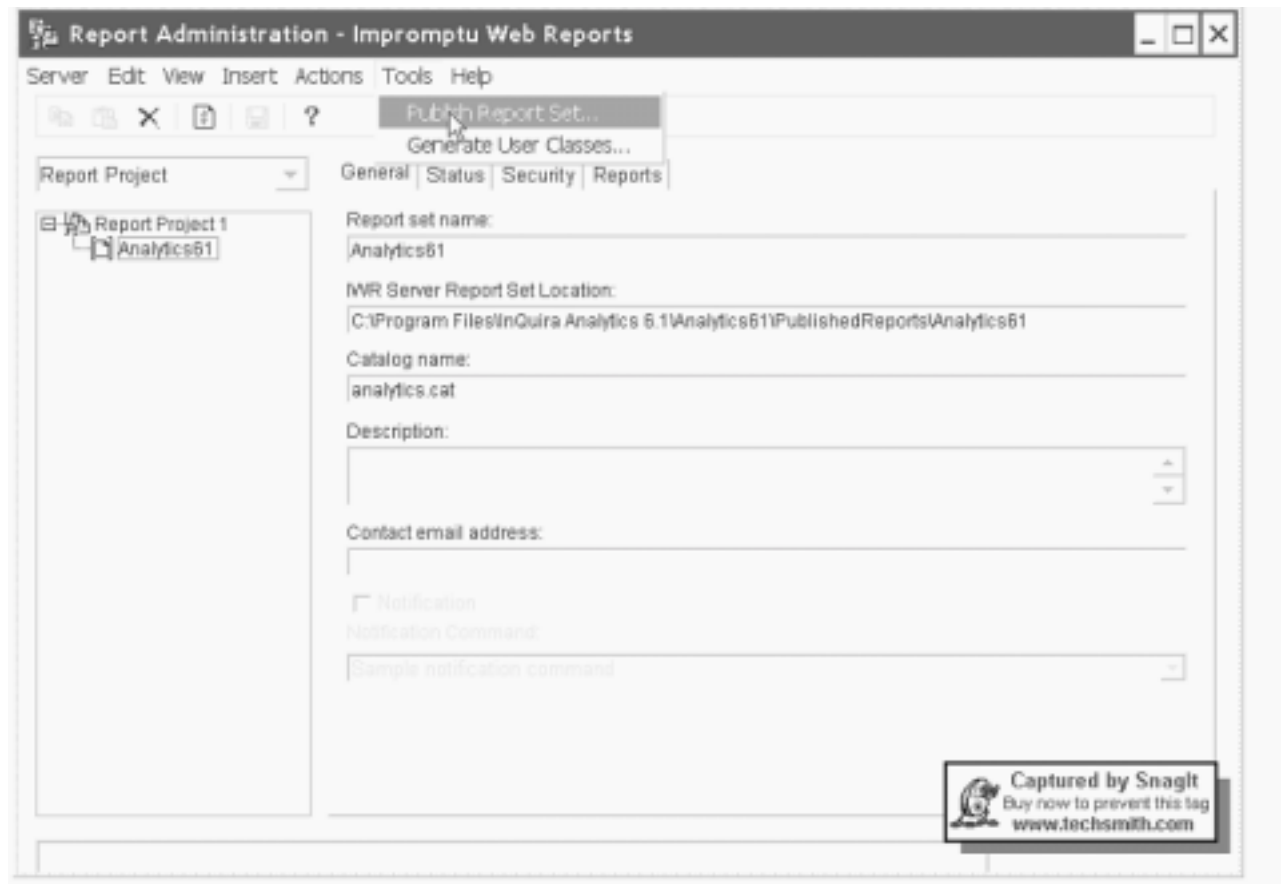 Report Administration - Impromptu Web Reports
Server Edit View Insert Actions Tools Help
Publish Report Set...
Generate User Classes...
Report Project
General Status Security Reports
Report Project 1
Analytics61
Report set name:
Analytics61
IWR Server Report Set Location:
C:\Program Files\InQuira Analytics 6.1\Analytics61\PublishedReports\Analytics61
Catalog name:
analytics.cat
Description:
Contact email address:
Notification
Notification Command:
Sample notification command
Captured by SnagIt
Buy now to prevent this tag
www.techsmith.com